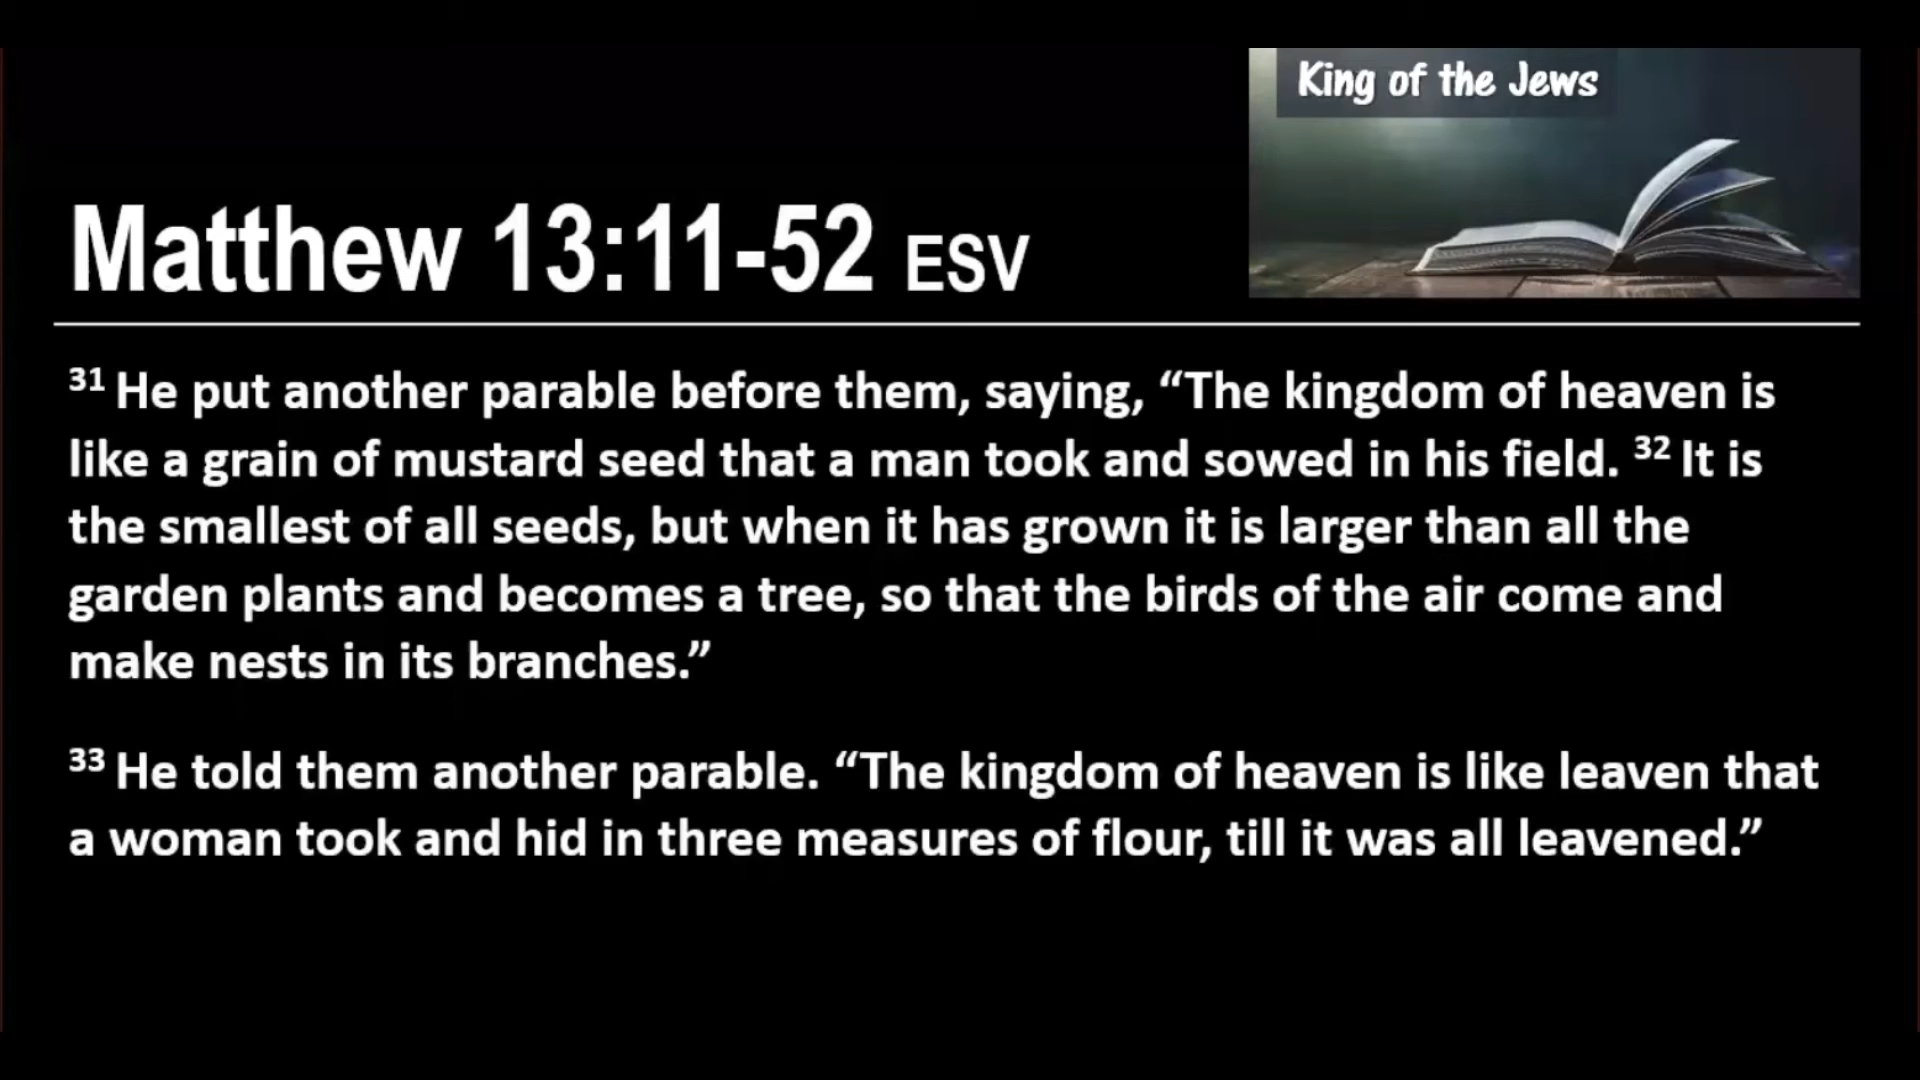 King of the Jews
Matthew 13:11-52 ESV
31 He put another parable before them, saying, “The kingdom of heaven is
like a grain of mustard seed that a man took and sowed in his field. 32 It is
the smallest of all seeds, but when it has grown it is larger than all the
garden plants and becomes a tree, so that the birds of the air come and
make nests in its branches.”
33 He told them another parable. “The kingdom of heaven is like leaven that
a woman took and hid in three measures of flour, till it was all leavened.”